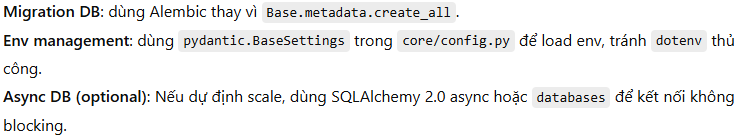 Migration DB: dùng Alembic thay vì Base.metadata.create_all.
Env management: dùng pydantic.BaseSettings trong core/config.py để load env, tránh dotenv thủ
công.
Async DB (optional): Nếu dự định scale, dùng SQLAlchemy 2.0 async hoặc databases để kết nối không
blocking.